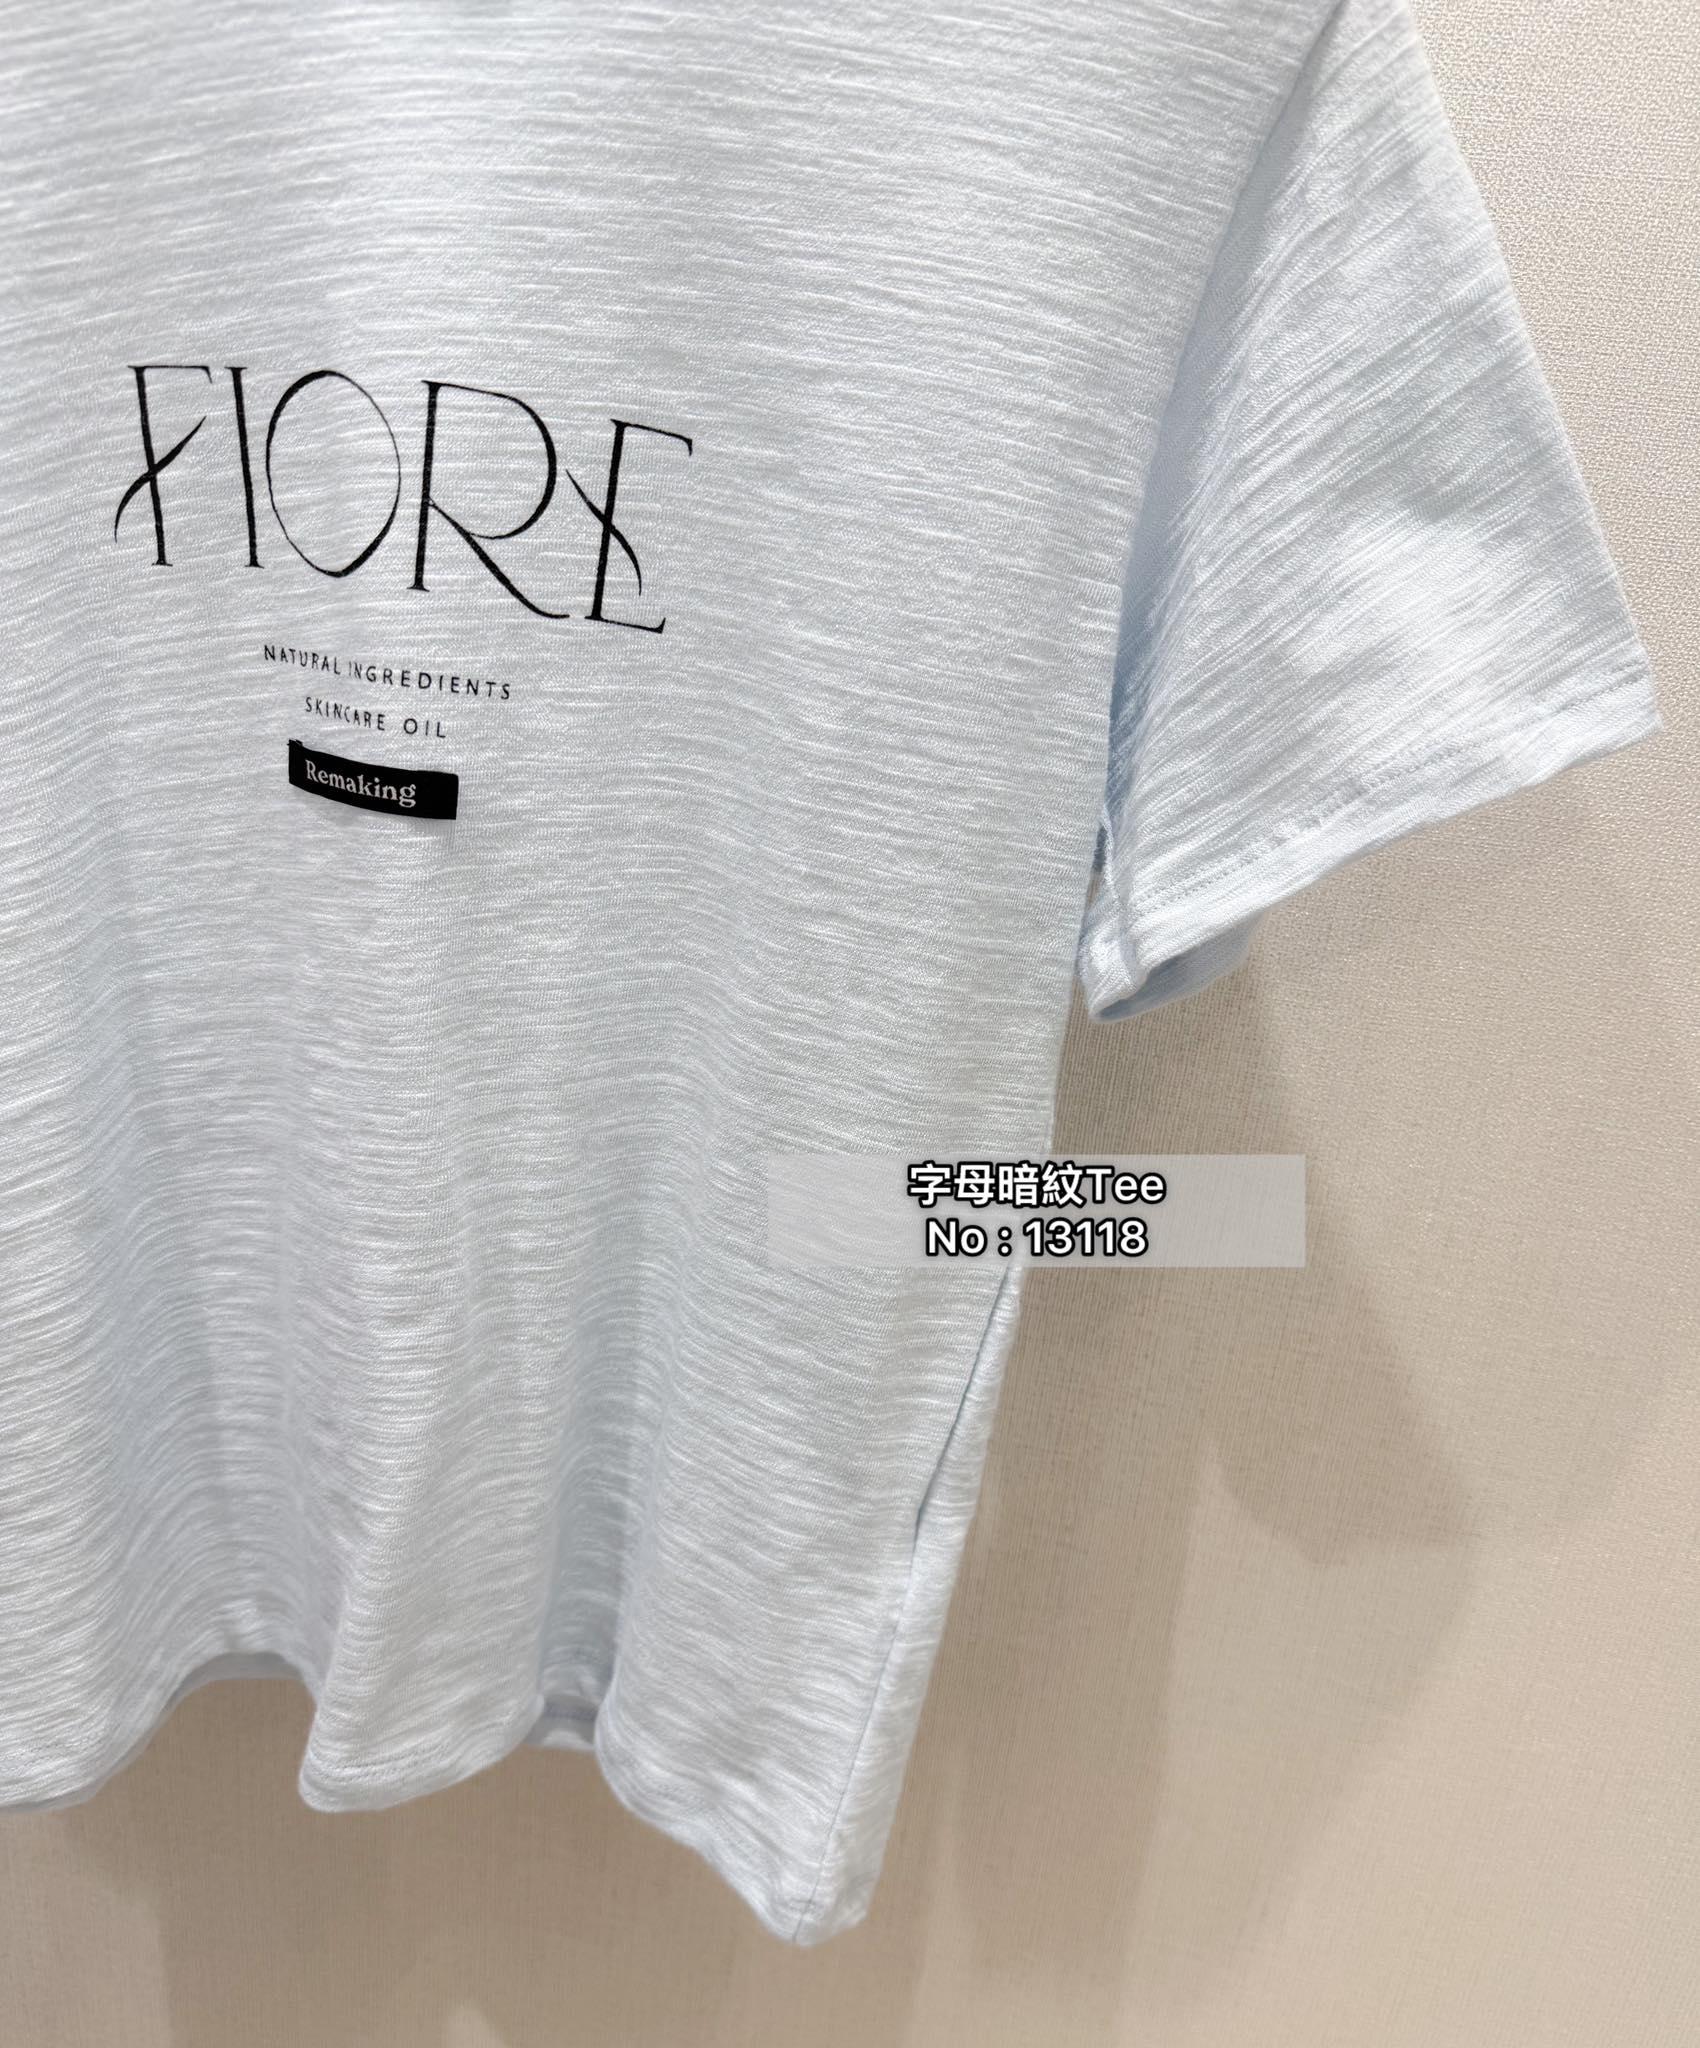 FIORE
NATURAL INGREDIENTS
SKINCARE OIL
Remaking
字母暗紋Tee
No : 13118